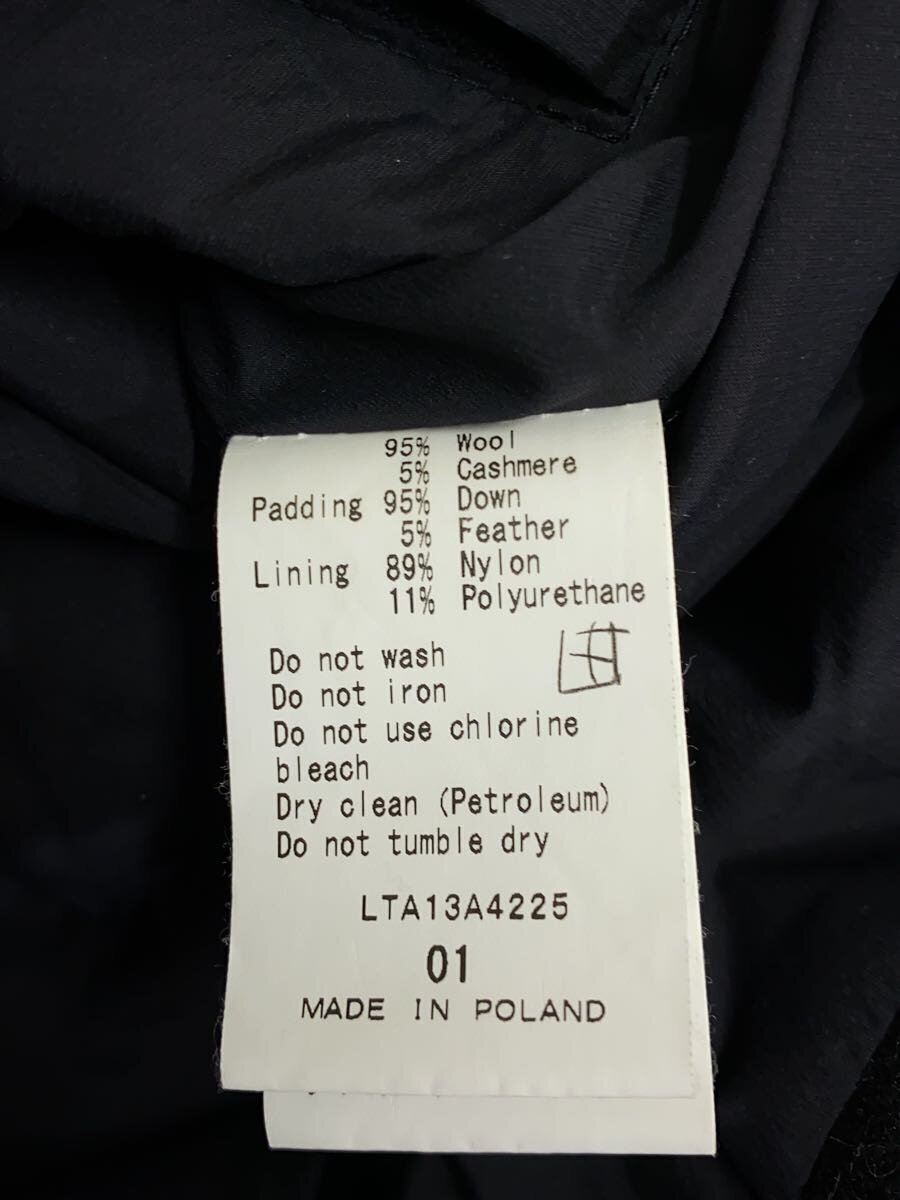 95% Wool
5% Cashmere
Padding 95% Down
5% Feather
Lining 89% Nylon
11% Polyurethane
Do not wash
Do not iron
Do not use chlorine
bleach
Dry clean (Petroleum)
Do not tumble dry
LTA13A4225
01
MADE IN POLAND